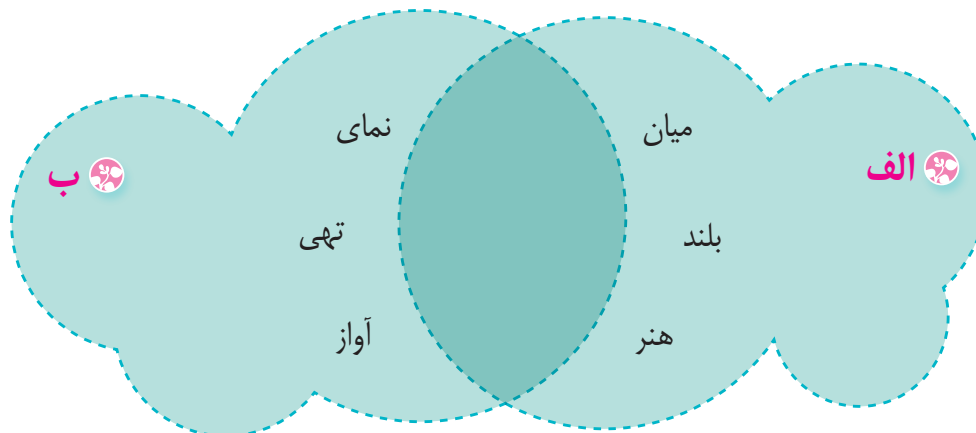 میان نمای
الف ب
بلند تهی
هنر آواز